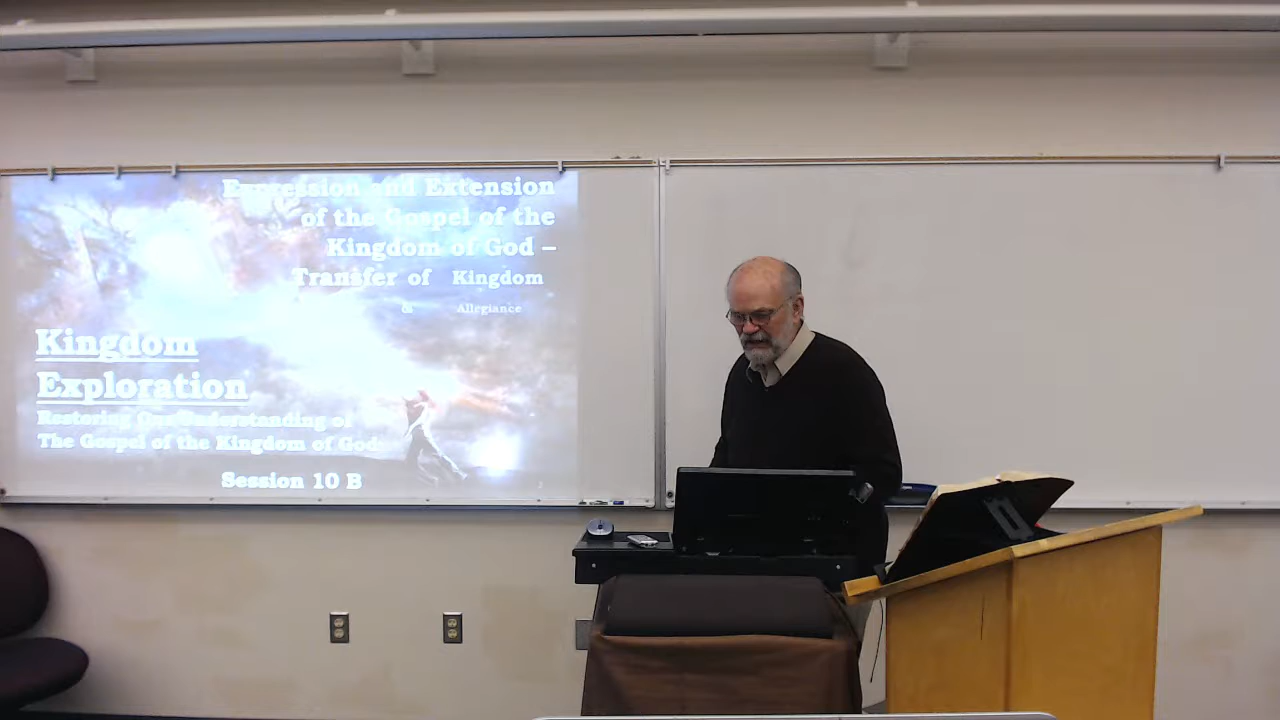 Expression and Extension
of the Gospel of the
Kingdom of God –
Transfer of Kingdom
& Allegiance
Kingdom
Exploration
Restoring Our Understanding of
The Gospel of the Kingdom of God
Session 10 B